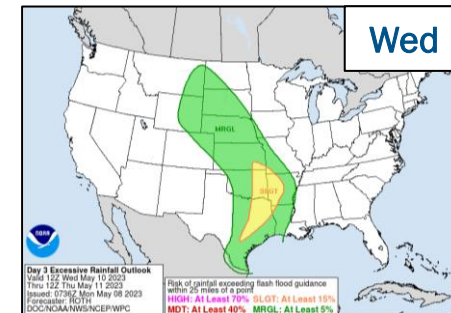 Wed
MRGL
SLGT
NOAA
Day 3 Excessive Rainfall Outlook
Valid 12Z Wed May 10 2023
Thru 12Z Thu May 11 2023
Issued: 0736Z Mon May 08 2023
Forecaster: ROTH
DOC/NOAA/NWS/NCEP/WPC
Risk of rainfall exceeding flash flood guidance
within 25 miles of a point
HIGH: At Least 70% SLGT: At Least 15%
MDT: At Least 40% MRGL: At Least 5%